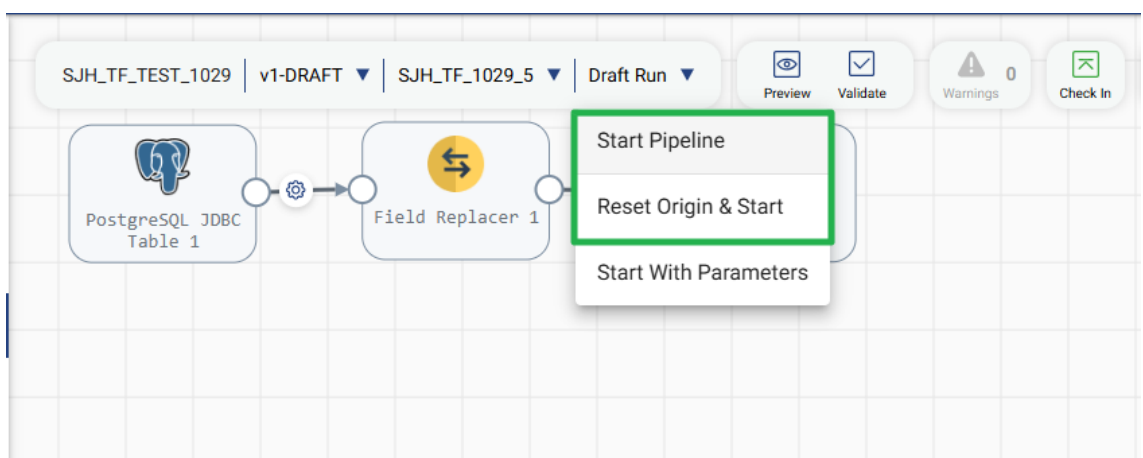 SJH_TF_TEST_1029 v1-DRAFT SJH_TF_1029_5 Draft Run
Preview Validate
Warnings 0
Check In
PostgreSQL JDBC
Table 1
Field Replacer 1
Start Pipeline
Reset Origin & Start
Start With Parameters